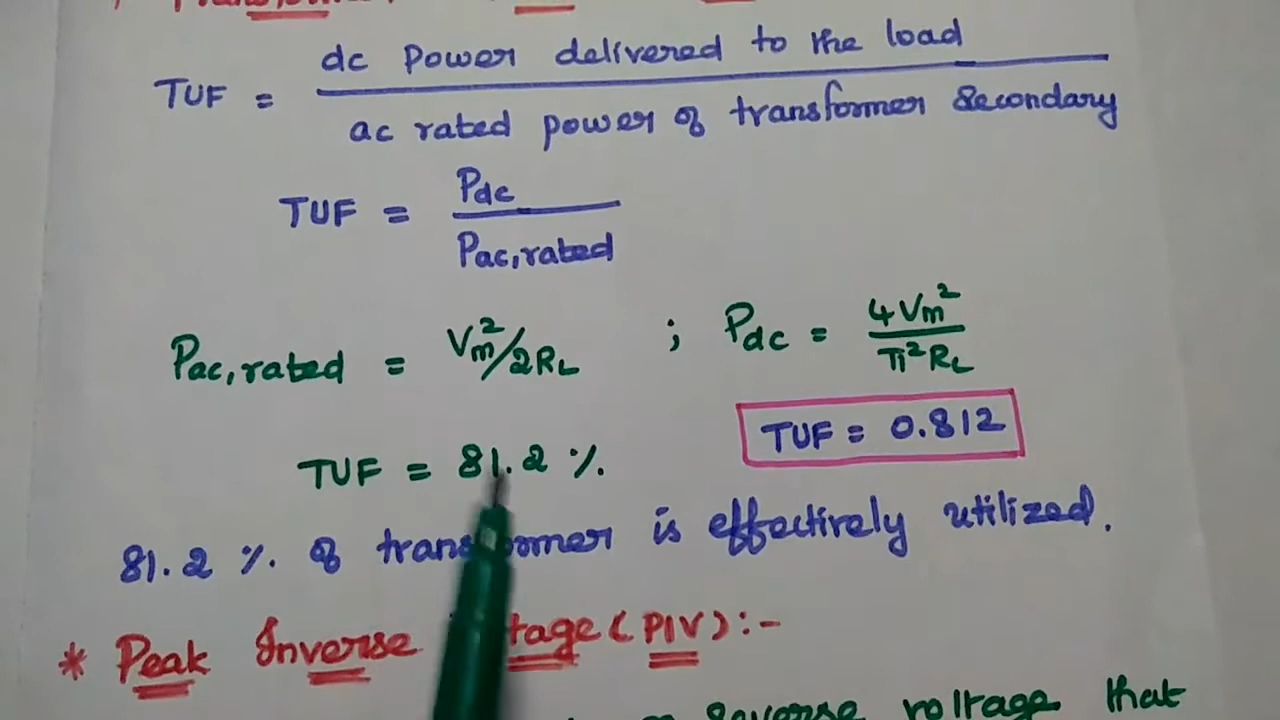 TUF = dc power delivered to the load / ac rated power of transformer Secondary
TUF = Pdc / Pac,rated
Pac,rated = Vm²/2RL ; Pdc = 4Vm² / π²RL
TUF = 81.2 %. TUF = 0.812
81.2 %. of transformer is effectively utilized.
* Peak Inverse (PIV):-
reverse voltage that